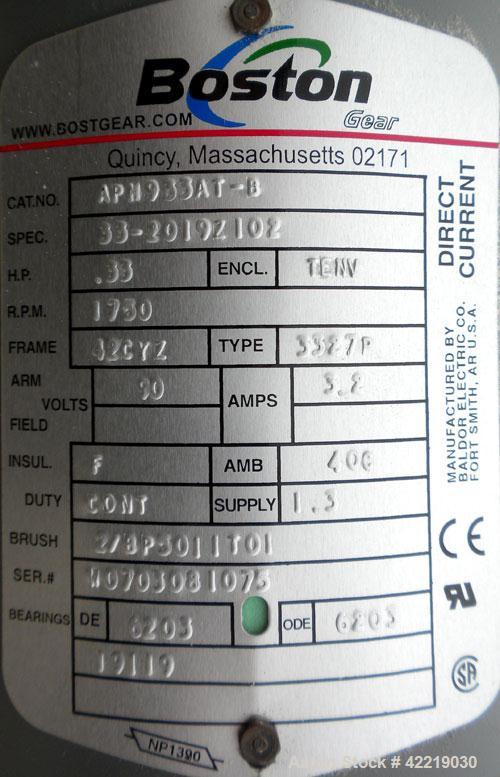 Boston
Gear
WWW.BOSTGEAR.COM
Quincy, Massachusetts 02171
CAT.NO. APM933AT-B
SPEC. 33-2019Z102
H.P. .33 ENCL. TENV
R.P.M. 1750
FRAME 42CYZ TYPE 3327P
ARM 90 AMPS 3.2
VOLTS
FIELD
INSUL. F AMB 40C
DUTY CONT SUPPLY 1.3
BRUSH 2/BP5011T01
SER.# W0703081075
BEARINGS DE 6203 ODE 6203
19119
NP1390
DIRECT
CURRENT
MANUFACTURED BY
BALDOR ELECTRIC CO.
FORT SMITH, AR U.S.A.
CE
Stock # 42219030